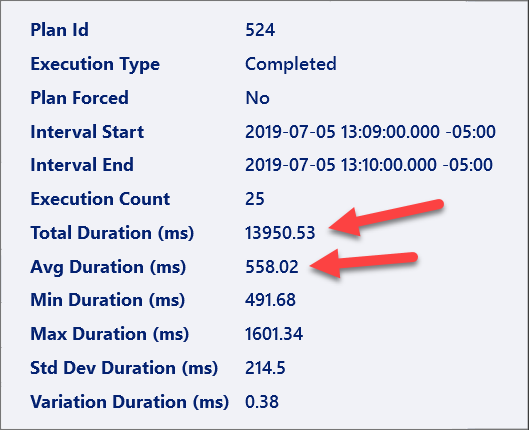 Plan Id 524
Execution Type Completed
Plan Forced No
Interval Start 2019-07-05 13:09:00.000 -05:00
Interval End 2019-07-05 13:10:00.000 -05:00
Execution Count 25
Total Duration (ms) 13950.53
Avg Duration (ms) 558.02
Min Duration (ms) 491.68
Max Duration (ms) 1601.34
Std Dev Duration (ms) 214.5
Variation Duration (ms) 0.38